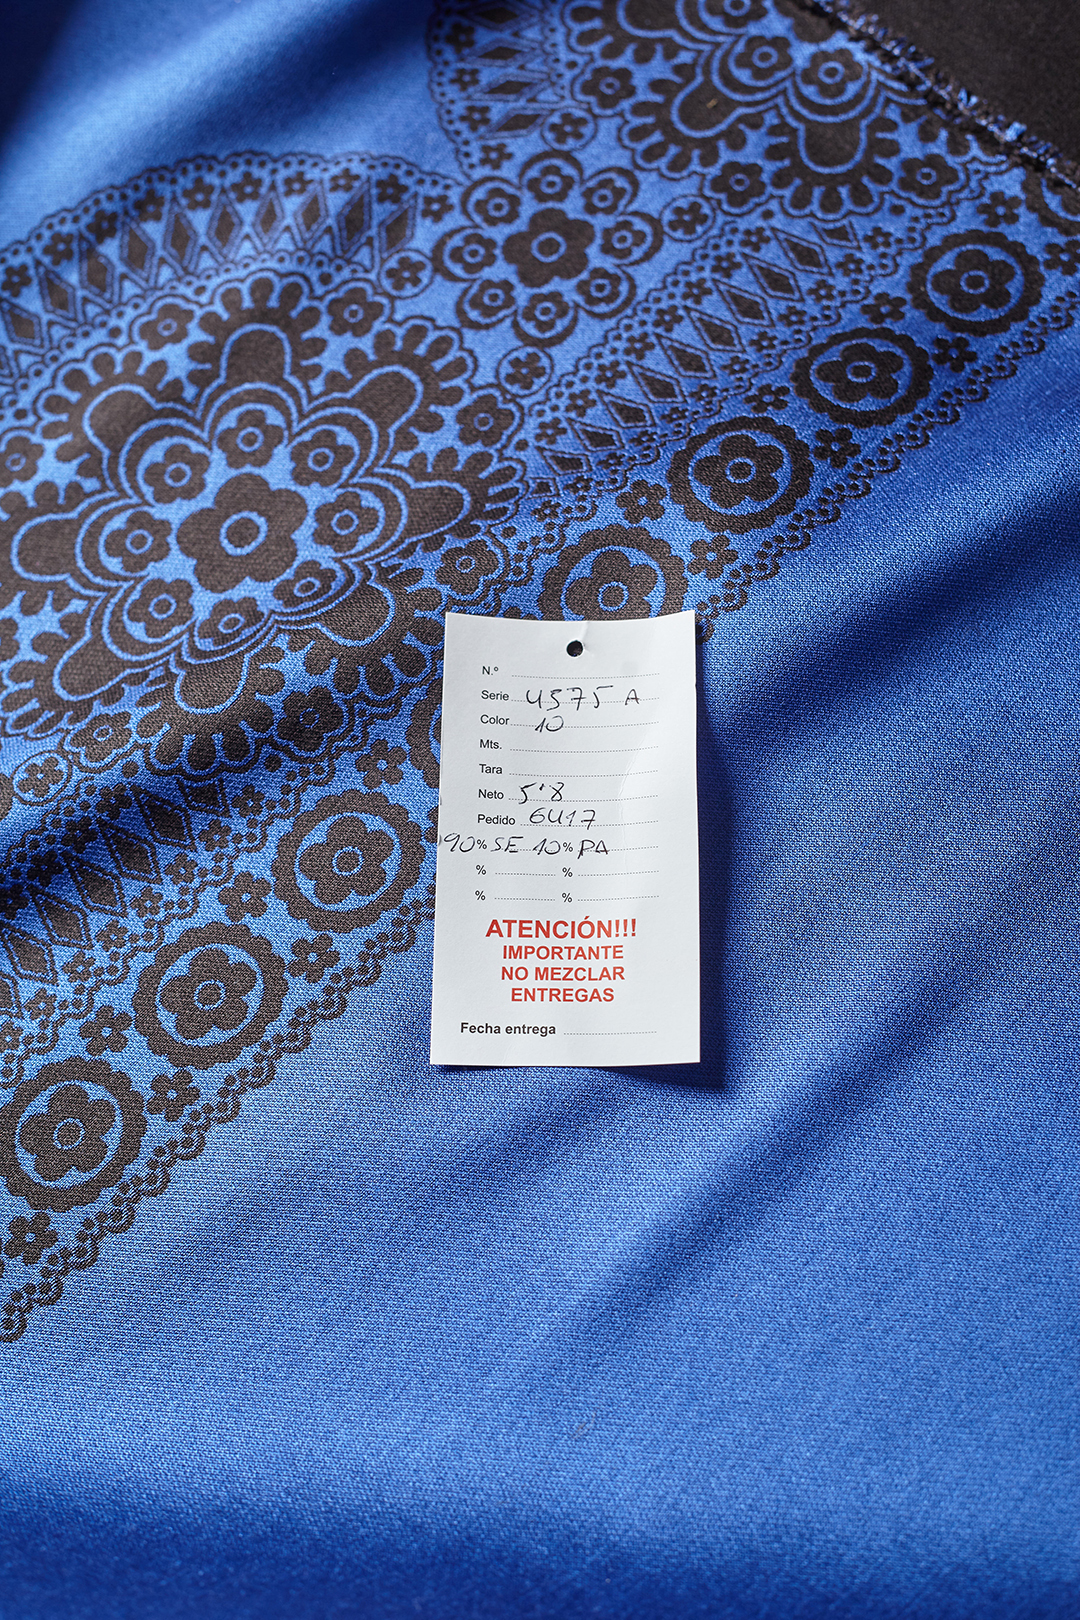 N.º
Serie 4575 A
Color 10
Mts.
Tara
Neto 5'8
Pedido 6417
90% SE 10% PA
% %
% %
ATENCIÓN!!!
IMPORTANTE
NO MEZCLAR
ENTREGAS
Fecha entrega